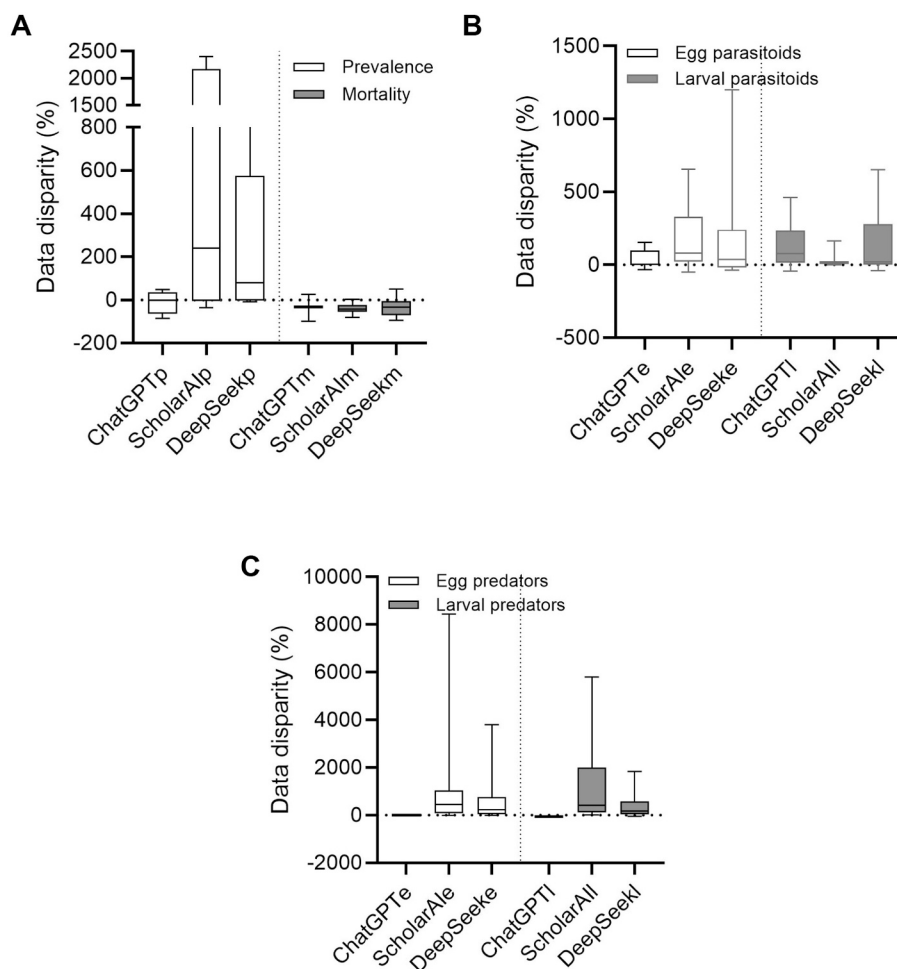 A
Data disparity (%)
2500
2000
1500
800
600
400
200
0
-200
Prevalence
Mortality
ChatGPTp
ScholarAIp
DeepSeekp
ChatGPTm
ScholarAIm
DeepSeekm
B
Data disparity (%)
1500
1000
500
0
-500
Egg parasitoids
Larval parasitoids
ChatGPTe
ScholarAIe
DeepSeeke
ChatGPTl
ScholarAIl
DeepSeekl
C
Data disparity (%)
10000
8000
6000
4000
2000
0
-2000
Egg predators
Larval predators
ChatGPTe
ScholarAIe
DeepSeeke
ChatGPTl
ScholarAIl
DeepSeekl